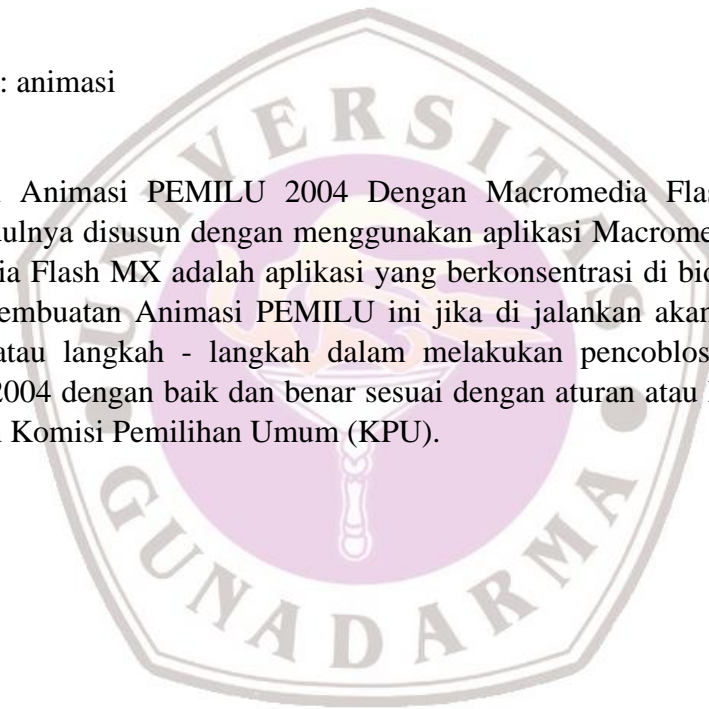 : animasi
Animasi PEMILU 2004 Dengan Macromedia Flas
ulnya disusun dengan menggunakan aplikasi Macrome
ia Flash MX adalah aplikasi yang berkonsentrasi di bid
embuatan Animasi PEMILU ini jika di jalankan akan
atau langkah - langkah dalam melakukan pencoblos
2004 dengan baik dan benar sesuai dengan aturan atau
Komisi Pemilihan Umum (KPU).
UNIVERSITAS
GUNADARMA